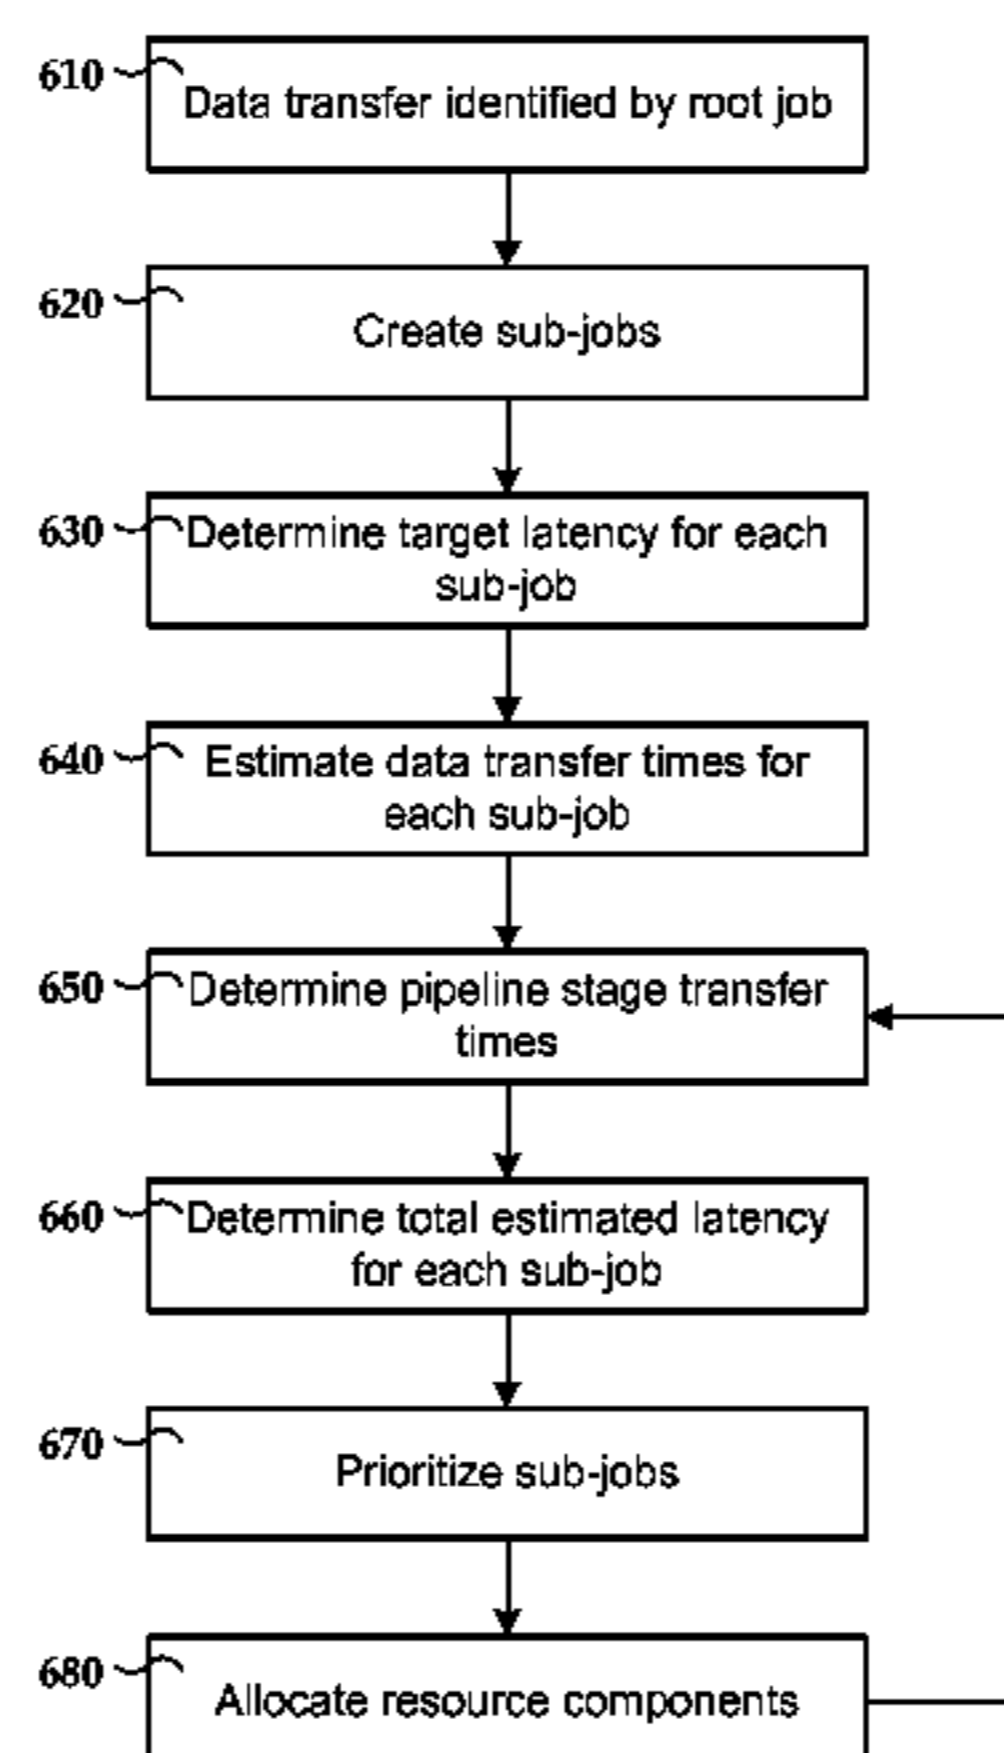 610
Data transfer identified by root job
620
Create sub-jobs
630
Determine target latency for each
sub-job
640
Estimate data transfer times for
each sub-job
650
Determine pipeline stage transfer
times
660
Determine total estimated latency
for each sub-job
670
Prioritize sub-jobs
680
Allocate resource components